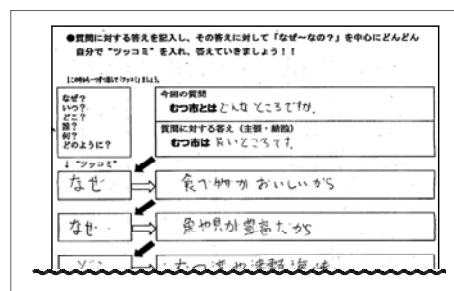 ●質問に対する答えを記入し、その答えに対して「なぜ〜なの？」を中心にどんどん
自分で“ツッコミ”を入れ、答えていきましょう！！
なぜ？
いつ？
どこ？
誰？
何？
どのように？
今回の質問
むつ市とは どんな ところですか。
質問に対する答え（主張・結論）
むつ市は 良いところです。
↓ “ツッコミ”
なぜ
食べ物が おいしいから
なぜ
魚や貝が豊富だから